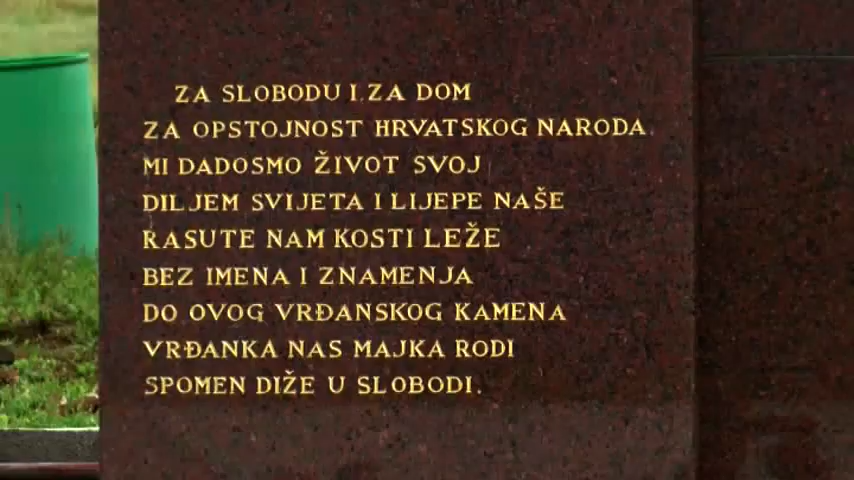 ZA SLOBODU I ZA DOM
ZA OPSTOJNOST HRVATSKOG NARODA
MI DADOSMO ŽIVOT SVOJ
DILJEM SVIJETA I LIJEPE NAŠE
RASUTE NAM KOSTI LEŽE
BEZ IMENA I ZNAMENJA
DO OVOG VRĐANSKOG KAMENA
VRĐANKA NAS MAJKA RODI
SPOMEN DIŽE U SLOBODI.